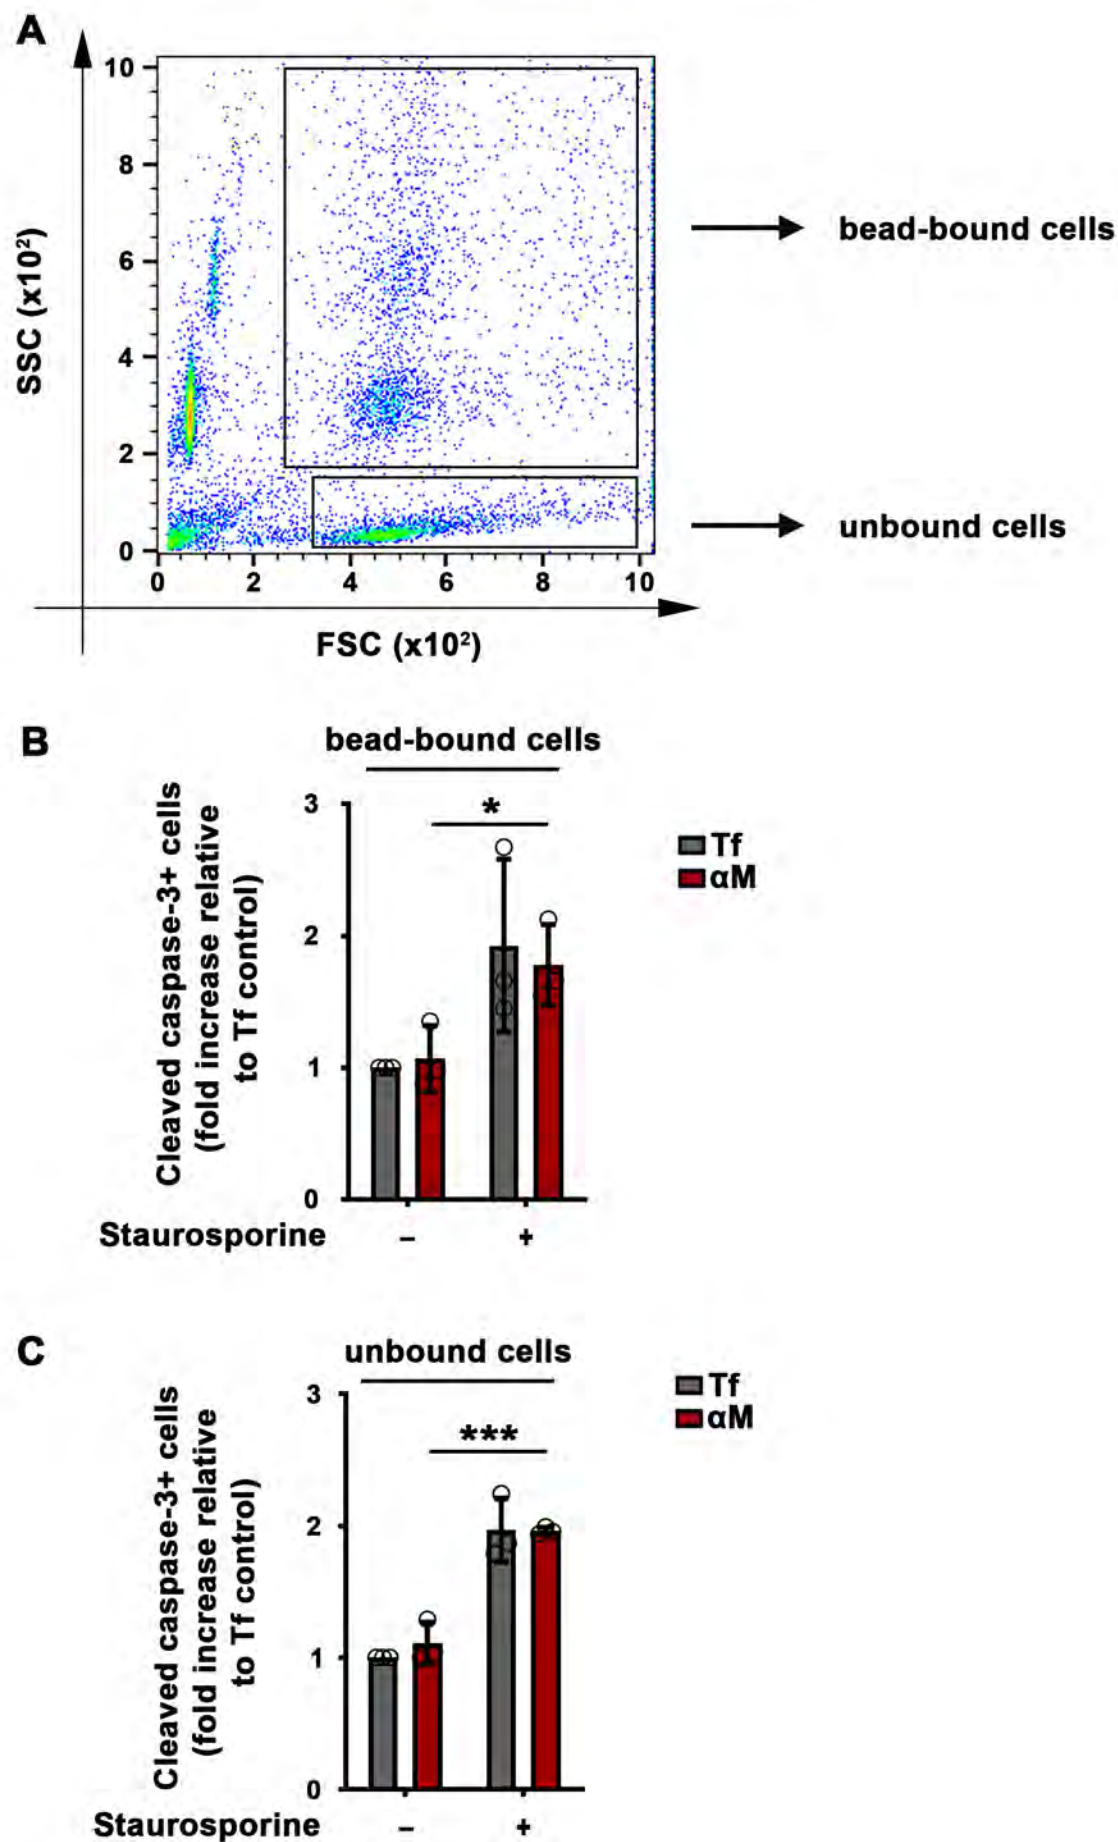 A
10
8
6
4
2
0
SSC (x10²)
0 2 4 6 8 10
FSC (x10²)
bead-bound cells
unbound cells
B
bead-bound cells
Cleaved caspase-3+ cells
(fold increase relative
to Tf control)
3
2
1
0
*
Tf
αM
Staurosporine – +
C
unbound cells
Cleaved caspase-3+ cells
(fold increase relative
to Tf control)
3
2
1
0
***
Tf
αM
Staurosporine – +